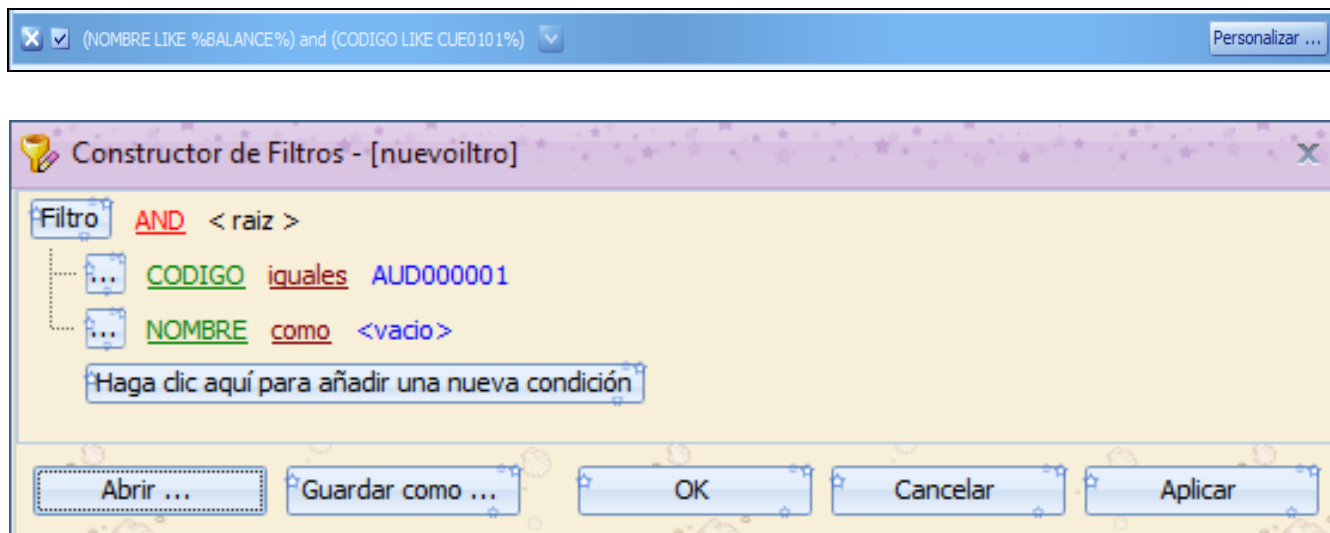 (NOMBRE LIKE %BALANCE%) and (CODIGO LIKE CUE0101%) Personalizar ...
Constructor de Filtros - [nuevoiltro]
Filtro AND < raiz >
... CODIGO iguales AUD000001
... NOMBRE como <vacio>
Haga clic aquí para añadir una nueva condición
Abrir ... Guardar como ... OK Cancelar Aplicar